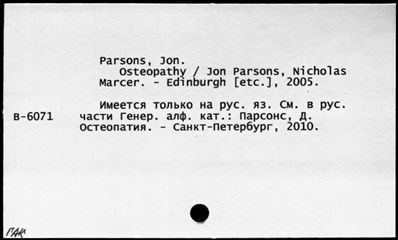 Parsons, Jon.
Osteopathy / Jon Parsons, Nicholas
Marcer. - Edinburgh [etc.], 2005.
Имеется только на рус. яз. См. в рус.
В-6071 части Генер. алф. кат.: Парсонс, Д.
Остеопатия. - Санкт-Петербург, 2010.
ПАК